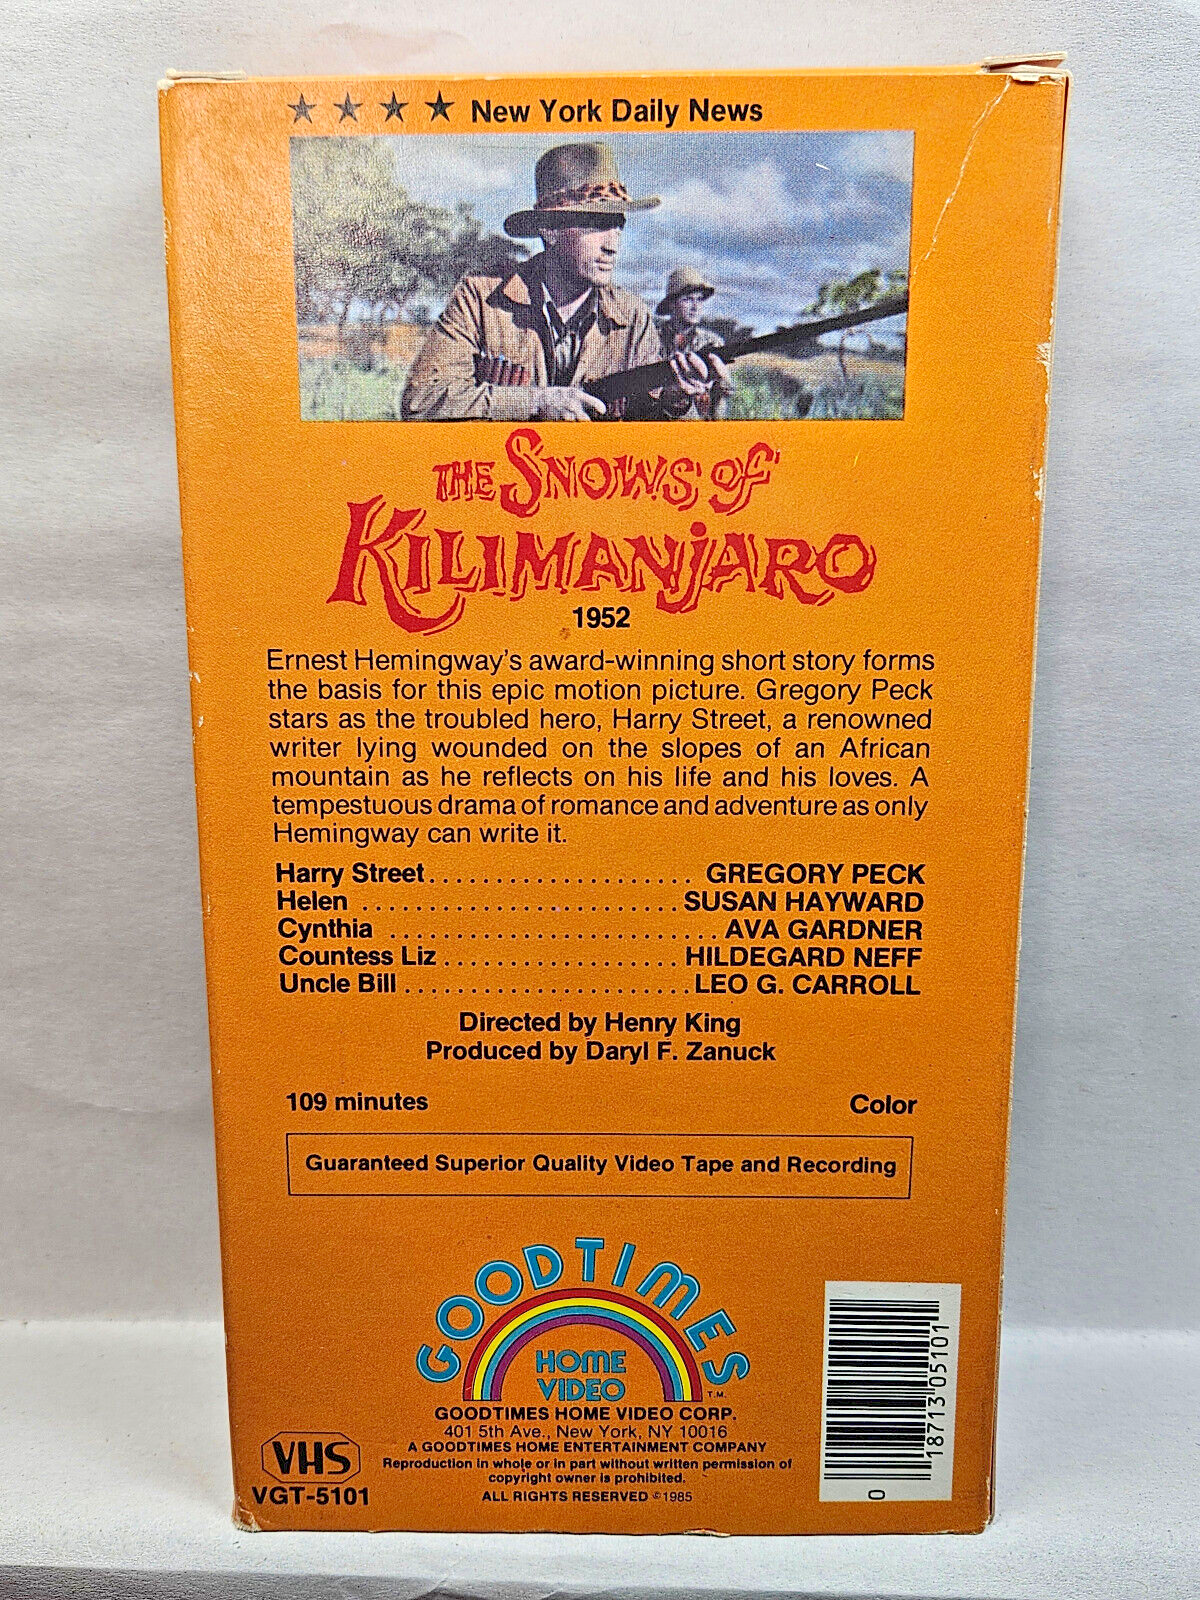 ★ ★ ★ ★ New York Daily News
THE SNOWS OF
KILIMANJARO
1952
Ernest Hemingway's award-winning short story forms
the basis for this epic motion picture. Gregory Peck
stars as the troubled hero, Harry Street, a renowned
writer lying wounded on the slopes of an African
mountain as he reflects on his life and his loves. A
tempestuous drama of romance and adventure as only
Hemingway can write it.
Harry Street.................... GREGORY PECK
Helen ........................ SUSAN HAYWARD
Cynthia ......................... AVA GARDNER
Countess Liz .................. HILDEGARD NEFF
Uncle Bill ...................... LEO G. CARROLL
Directed by Henry King
Produced by Daryl F. Zanuck
109 minutes Color
Guaranteed Superior Quality Video Tape and Recording
GOODTIMES
HOME
VIDEO T.M.
GOODTIMES HOME VIDEO CORP.
401 5th Ave., New York, NY 10016
A GOODTIMES HOME ENTERTAINMENT COMPANY
Reproduction in whole or in part without written permission of
copyright owner is prohibited.
ALL RIGHTS RESERVED ©1985
VHS
VGT-5101
0 18713 05101